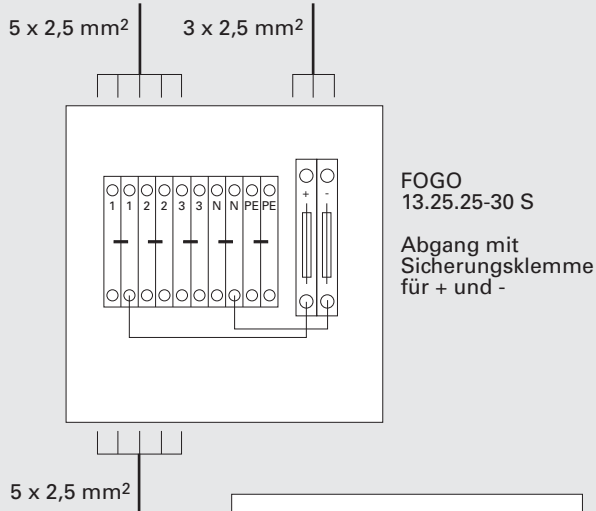 5 x 2,5 mm²
3 x 2.5 mm²
1 1 2 2 3 3 N N PE PE
+ -
FOGO
13.25.25-30 S
Abgang mit
Sicherungsklemme
für + und -
5 x 2,5 mm²